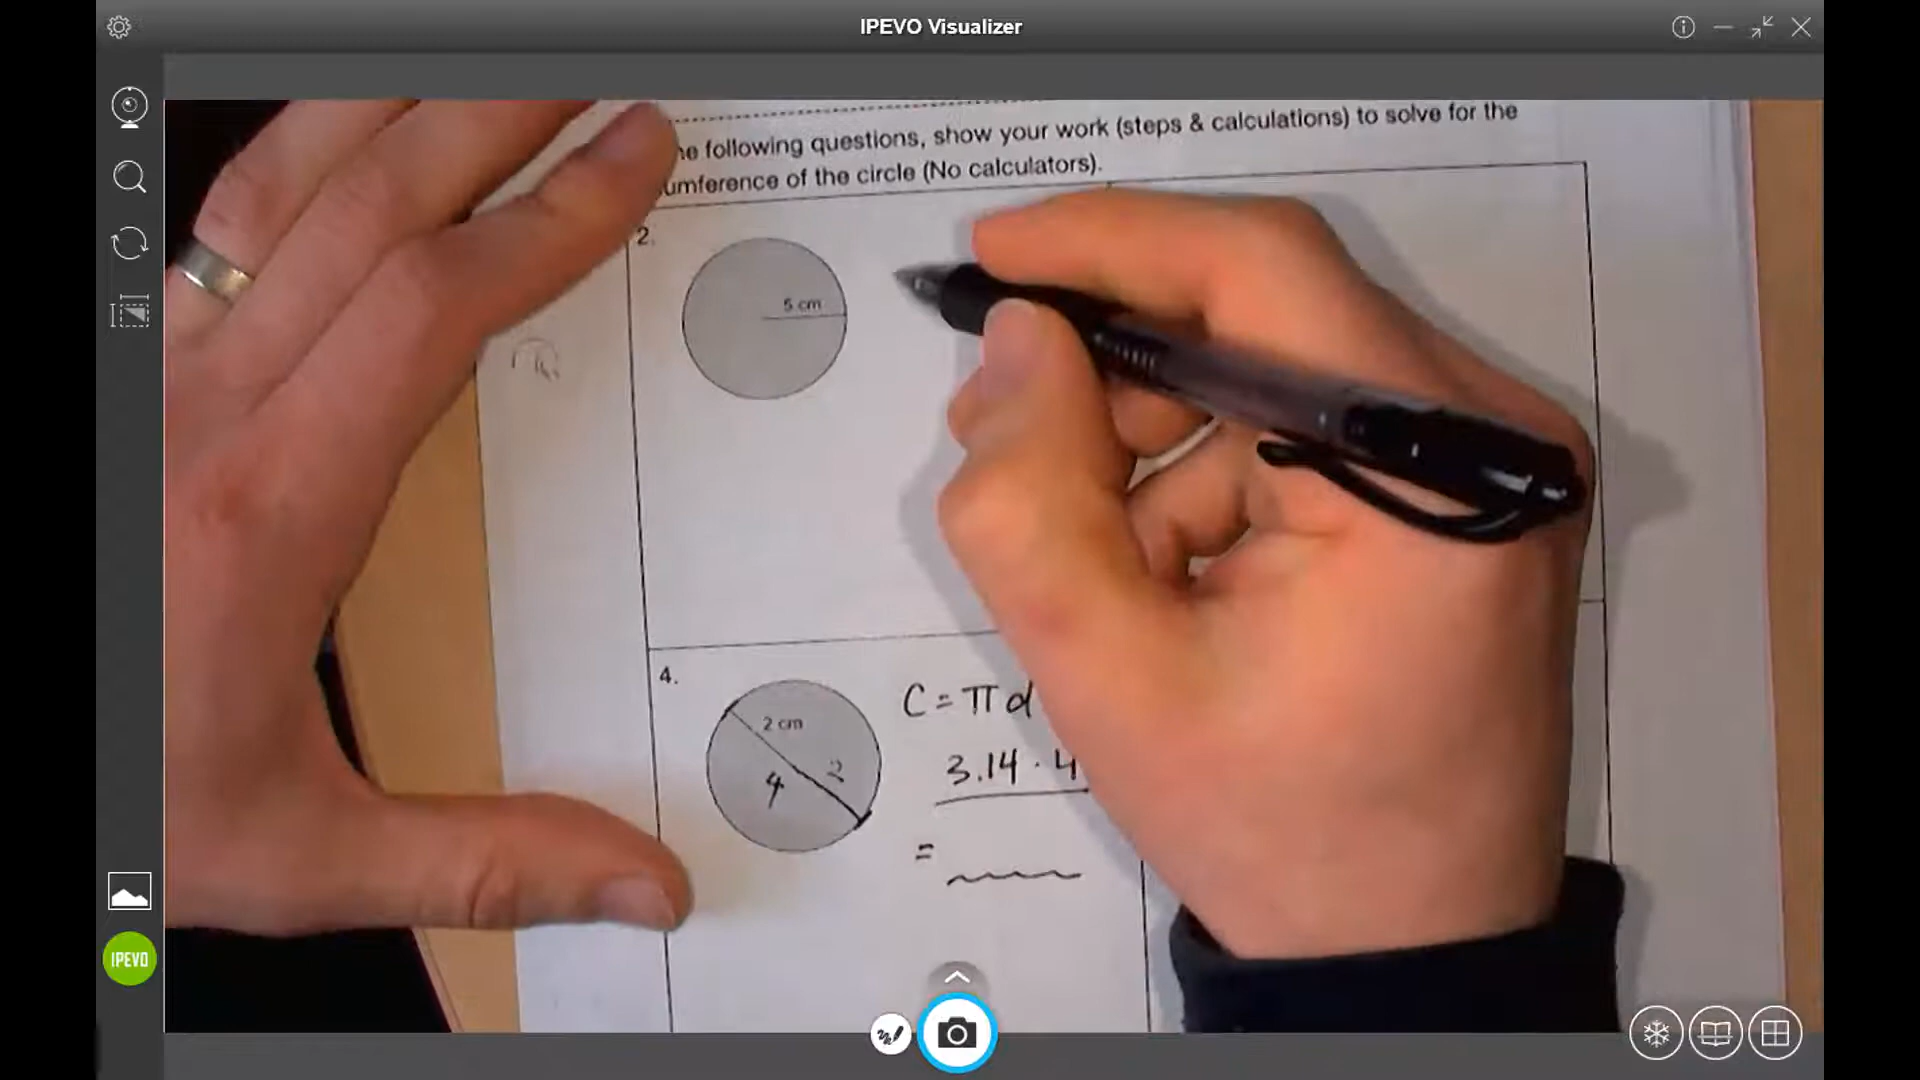 IPEVO Visualizer
he following questions, show your work (steps & calculations) to solve for the
umference of the circle (No calculators).
2.
5 cm
4.
2 cm
2
4
C = π d
3.14 · 4
=
IPEVO